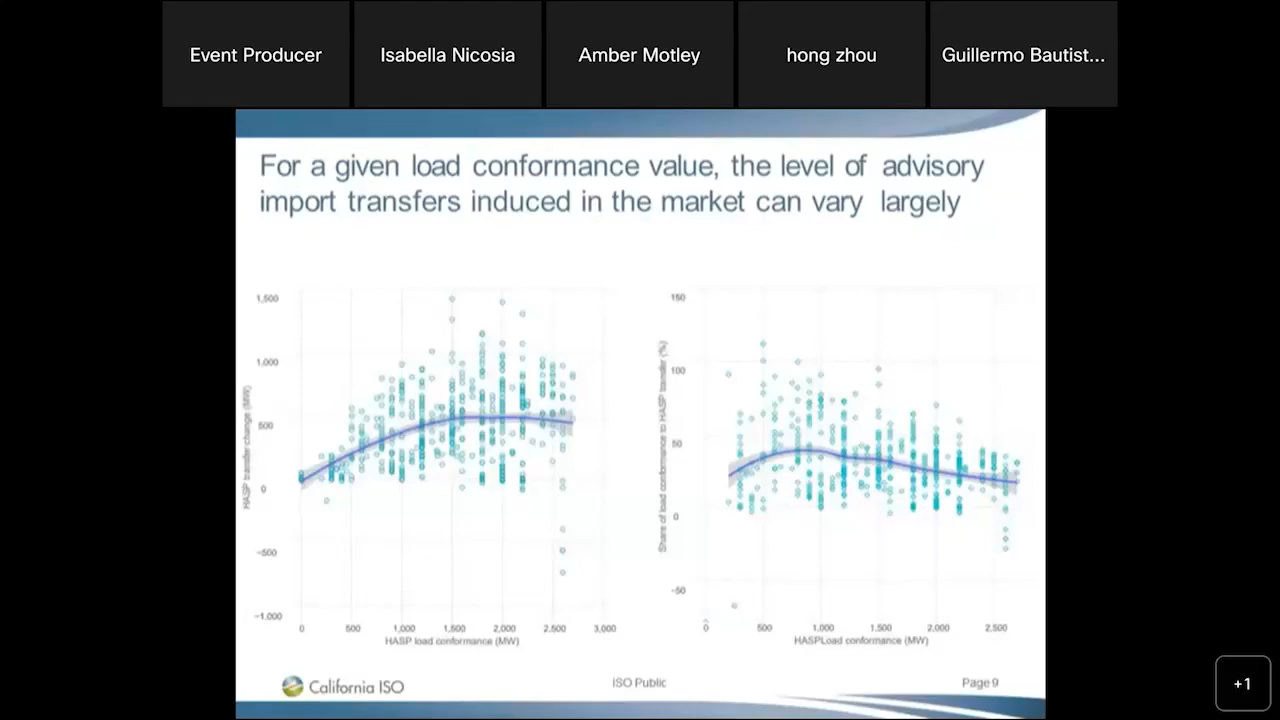 Event Producer
Isabella Nicosia
Amber Motley
hong zhou
Guillermo Bautist...
For a given load conformance value, the level of advisory
import transfers induced in the market can vary largely
HASP transfer change (MW)
1,500
1,000
500
0
-500
-1,000
0 500 1,000 1,500 2,000 2,500 3,000
HASP load conformance (MW)
Share of load conformance to HASP transfer (%)
150
100
50
0
-50
0 500 1,000 1,500 2,000 2,500
HASPLoad conformance (MW)
California ISO
ISO Public
Page 9
+1